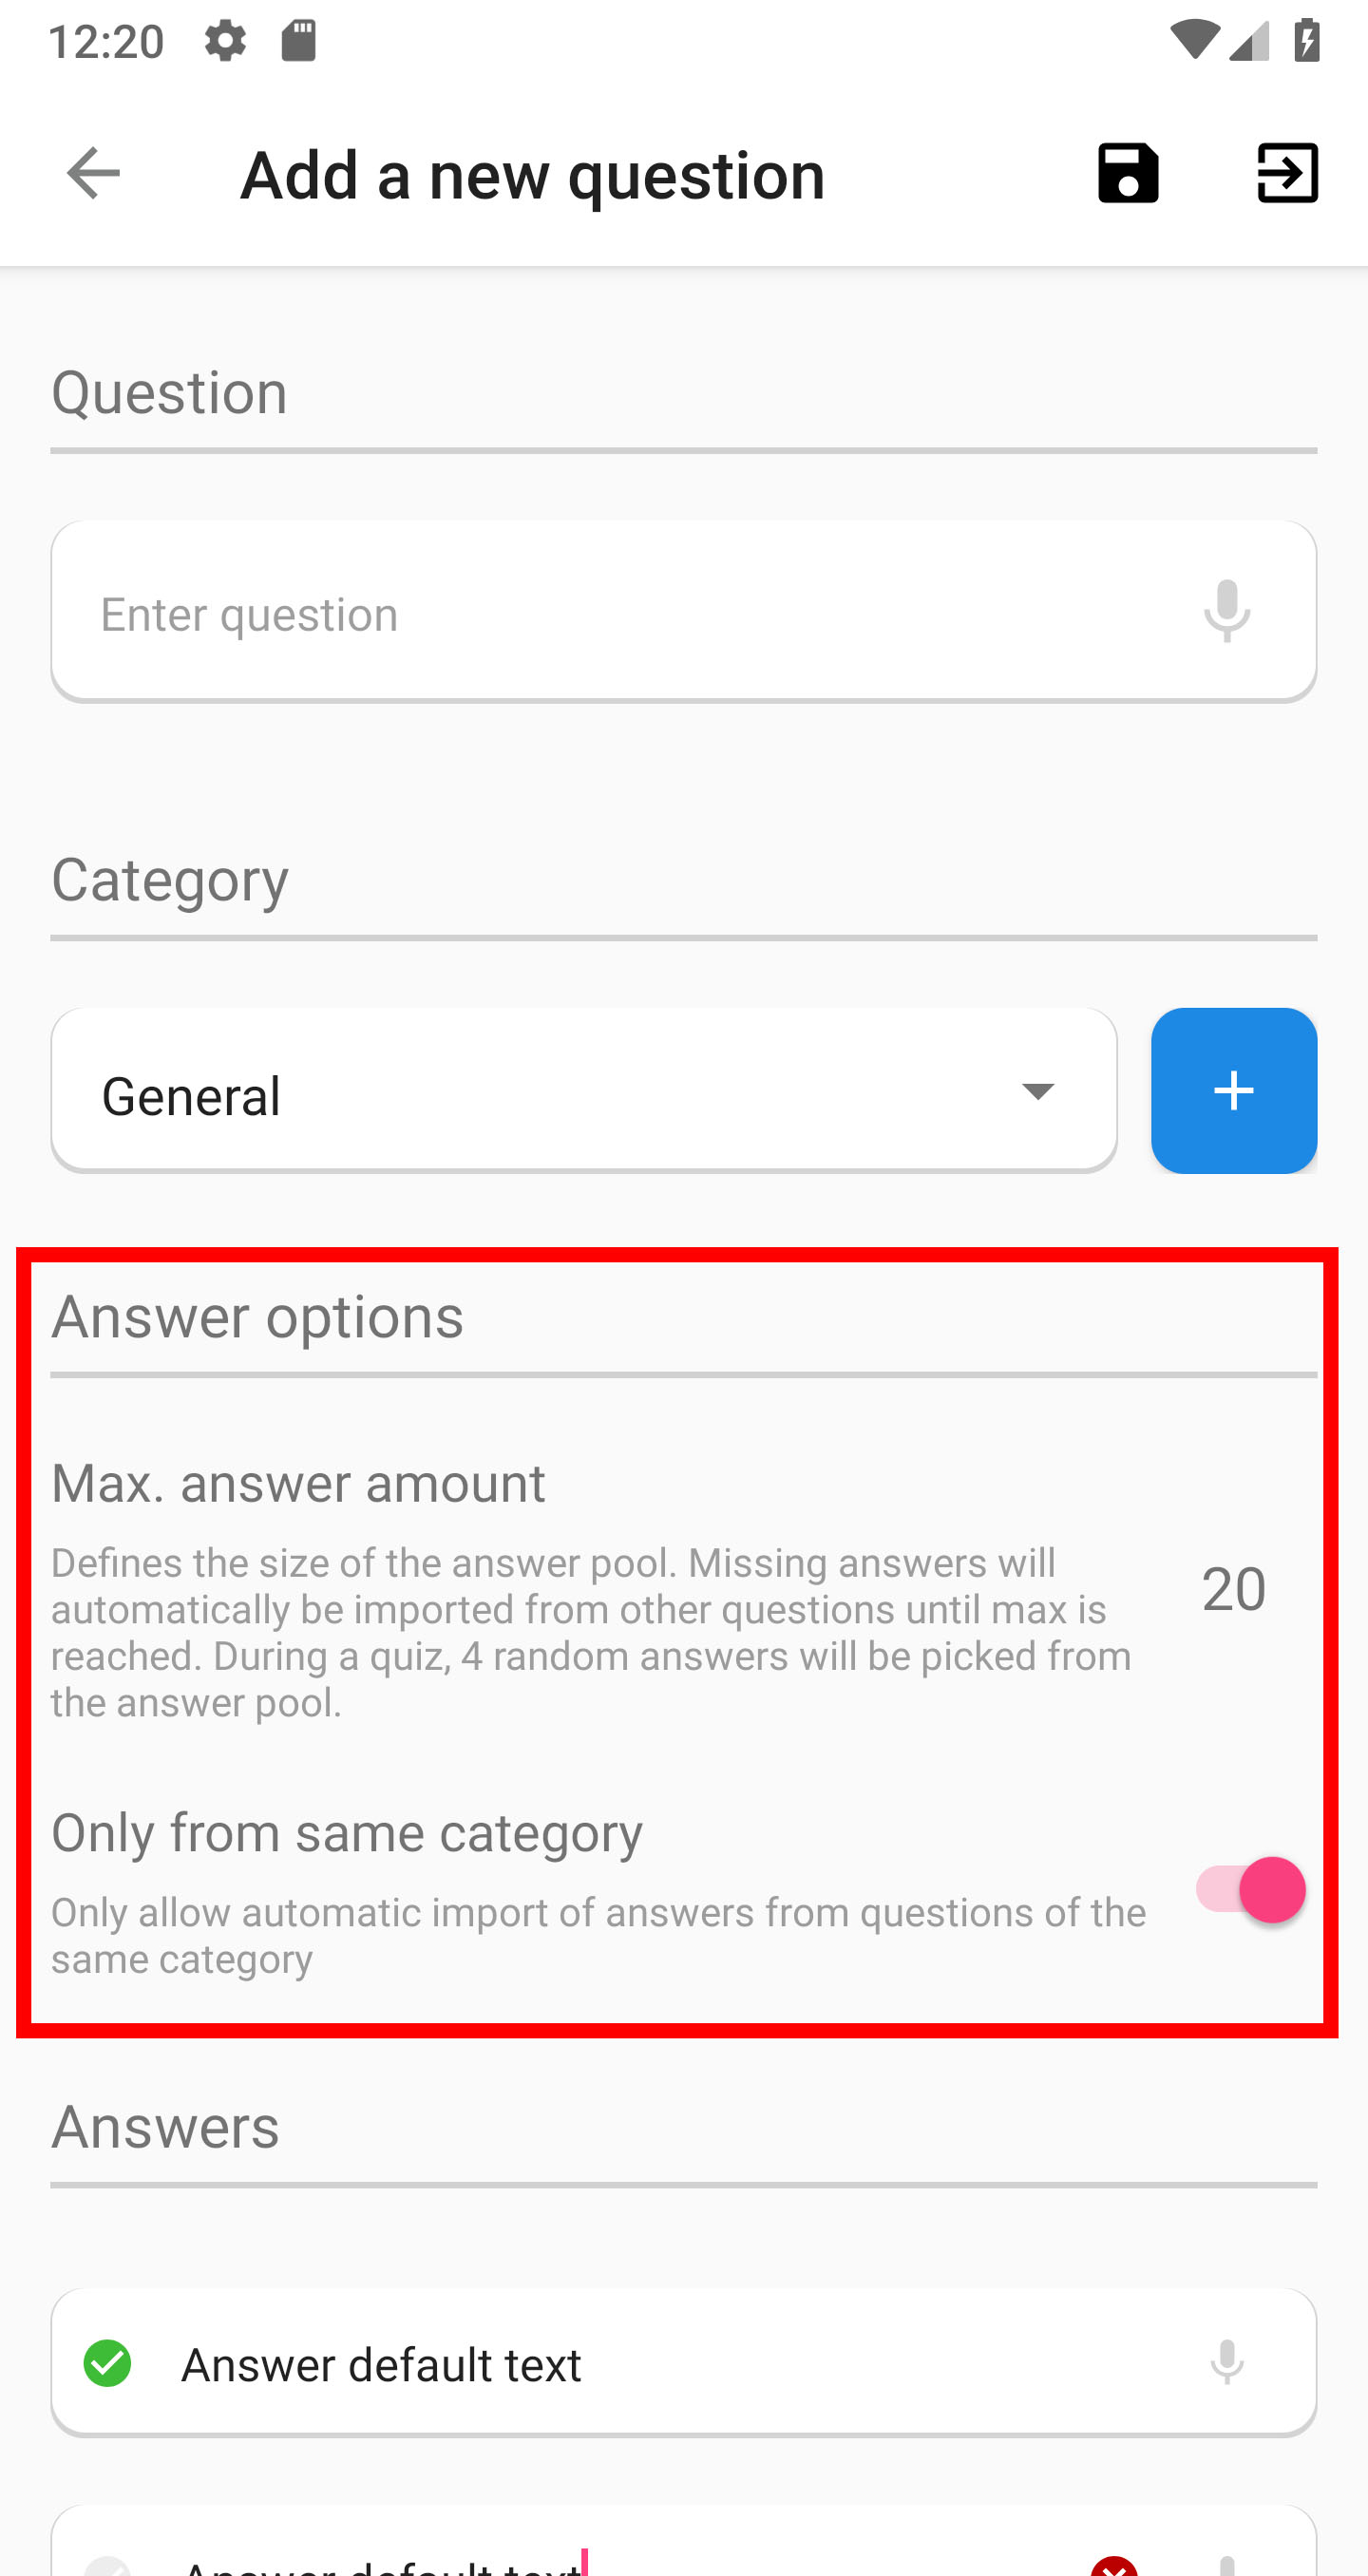 12:20
Add a new question
Question
Enter question
Category
General
Answer options
Max. answer amount
Defines the size of the answer pool. Missing answers will
automatically be imported from other questions until max is
reached. During a quiz, 4 random answers will be picked from
the answer pool.
20
Only from same category
Only allow automatic import of answers from questions of the
same category
Answers
Answer default text
Answer default text